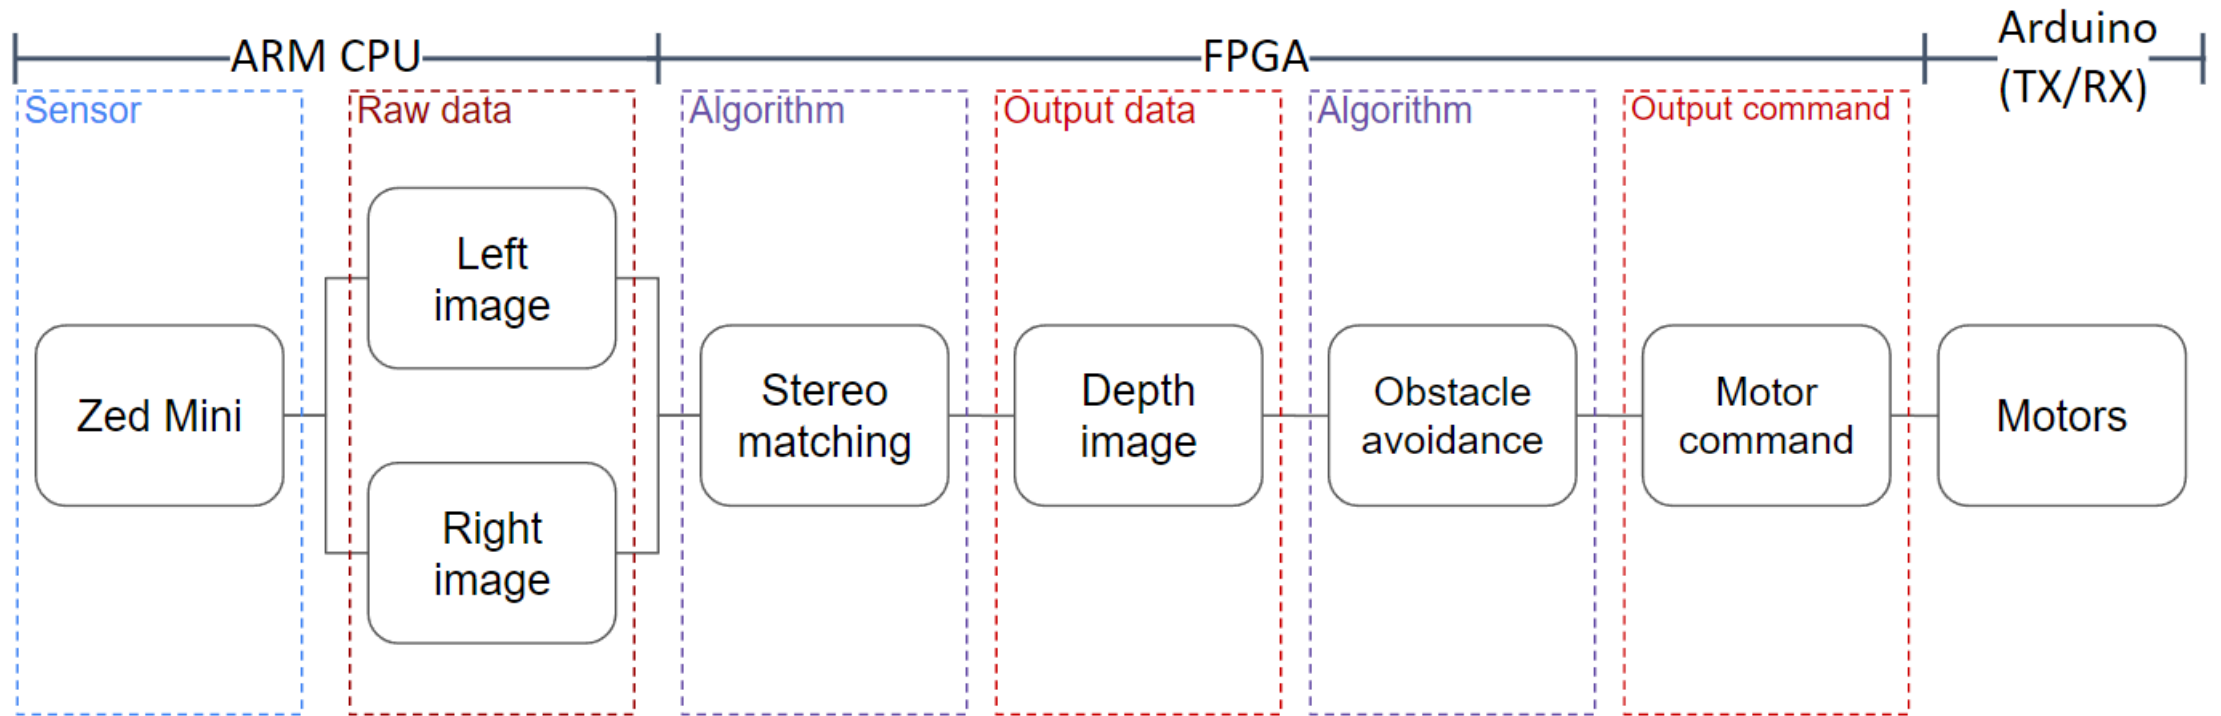 ARM CPU
FPGA
Arduino
(TX/RX)
Sensor
Raw data
Algorithm
Output data
Algorithm
Output command
Zed Mini
Left
image
Right
image
Stereo
matching
Depth
image
Obstacle
avoidance
Motor
command
Motors